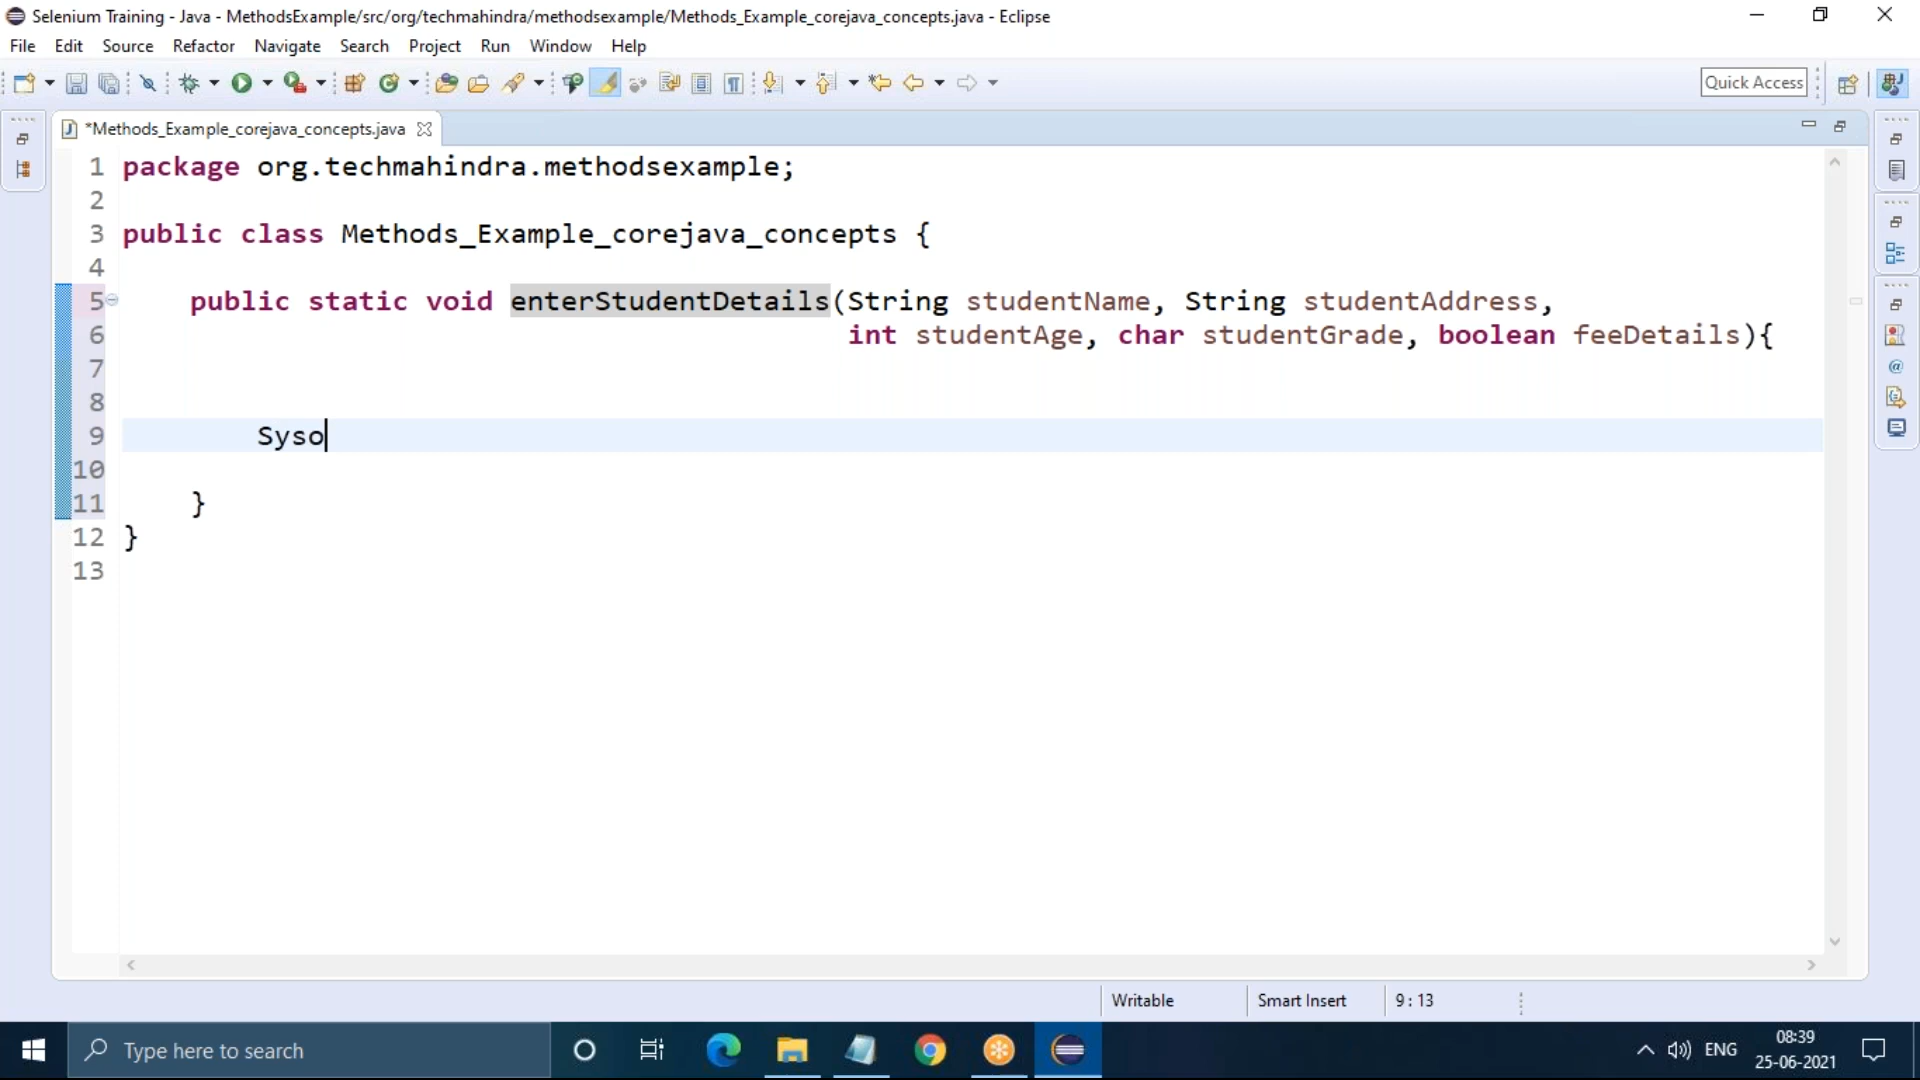 Selenium Training - Java - MethodsExample/src/org/techmahindra/methodsexample/Methods_Example_corejava_concepts.java - Eclipse
File Edit Source Refactor Navigate Search Project Run Window Help
Quick Access
*Methods_Example_corejava_concepts.java
1 package org.techmahindra.methodsexample;
2
3 public class Methods_Example_corejava_concepts {
4
5 public static void enterStudentDetails(String studentName, String studentAddress,
6 int studentAge, char studentGrade, boolean feeDetails){
7
8
9 Syso
10
11 }
12 }
13
Writable Smart Insert 9 : 13
Type here to search
ENG
08:39
25-06-2021